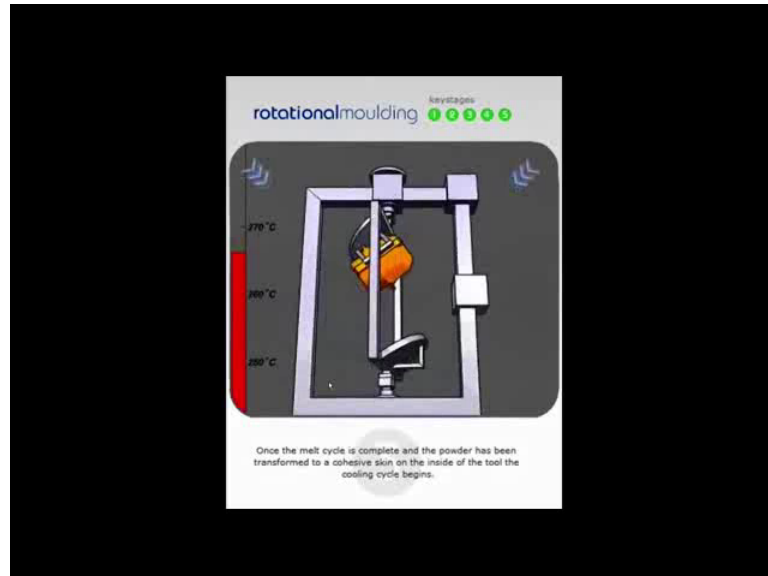 keystages
rotationalmoulding 1 2 3 4 5
270°C
260°C
250°C
Once the melt cycle is complete and the powder has been
transformed to a cohesive skin on the inside of the tool the
cooling cycle begins.